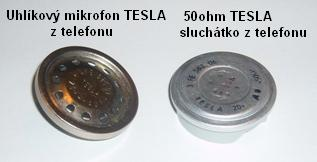 Uhlíkový mikrofon TESLA
z telefonu
50ohm TESLA
sluchátko z telefonu
TESLA